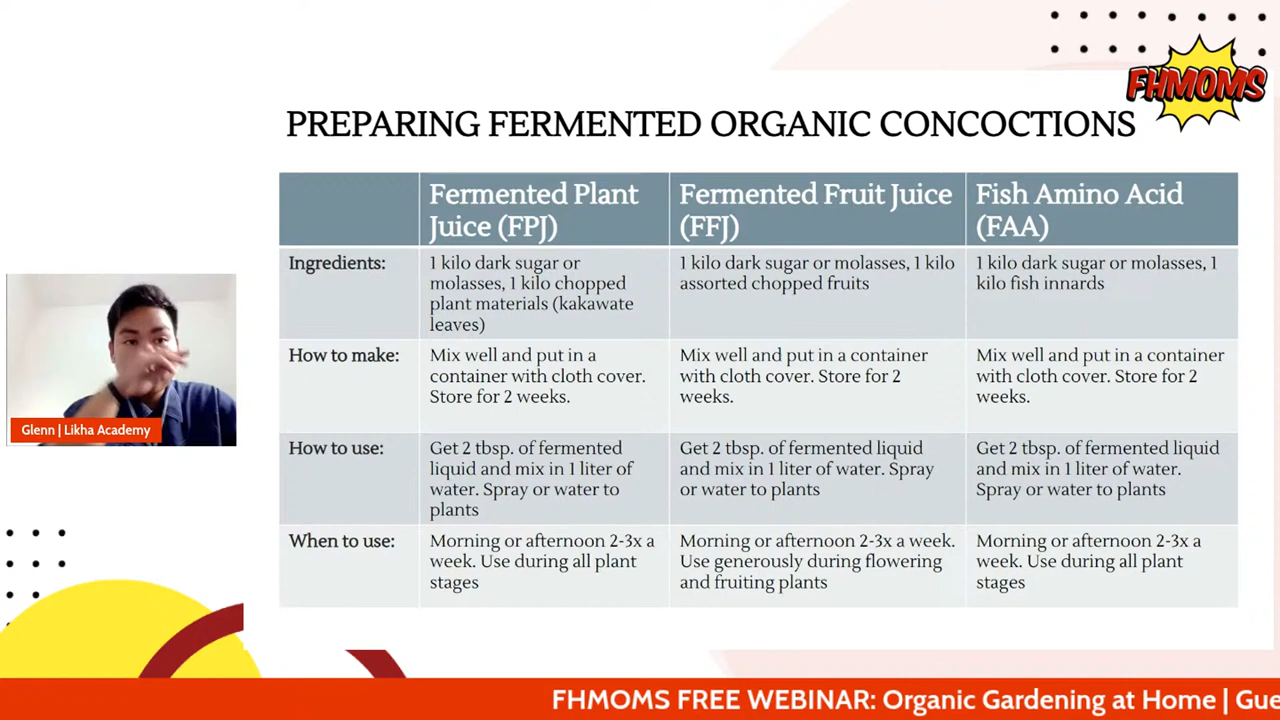 FHMOMS
PREPARING FERMENTED ORGANIC CONCOCTIONS
Fermented Plant
Juice (FPJ)
Fermented Fruit Juice
(FFJ)
Fish Amino Acid
(FAA)
Ingredients:
1 kilo dark sugar or
molasses, 1 kilo chopped
plant materials (kakawate
leaves)
1 kilo dark sugar or molasses, 1 kilo
assorted chopped fruits
1 kilo dark sugar or molasses, 1
kilo fish innards
How to make:
Mix well and put in a
container with cloth cover.
Store for 2 weeks.
Mix well and put in a container
with cloth cover. Store for 2
weeks.
Mix well and put in a container
with cloth cover. Store for 2
weeks.
How to use:
Get 2 tbsp. of fermented
liquid and mix in 1 liter of
water. Spray or water to
plants
Get 2 tbsp. of fermented liquid
and mix in 1 liter of water. Spray
or water to plants
Get 2 tbsp. of fermented liquid
and mix in 1 liter of water.
Spray or water to plants
When to use:
Morning or afternoon 2-3x a
week. Use during all plant
stages
Morning or afternoon 2-3x a week.
Use generously during flowering
and fruiting plants
Morning or afternoon 2-3x a
week. Use during all plant
stages
Glenn | Likha Academy
FHMOMS FREE WEBINAR: Organic Gardening at Home | Gue